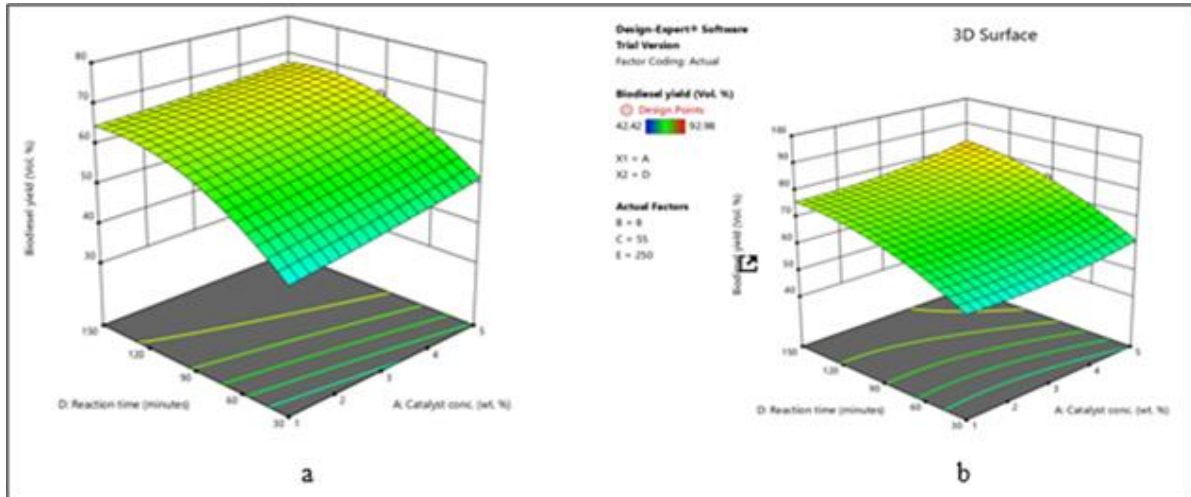 80
70
60
50
40
30
Biodiesel yield (Vol. %)
150
120
90
60
30
D: Reaction time (minutes)
1
2
3
4
5
A: Catalyst conc. (wt. %)
a
Design-Expert® Software
Trial Version
Factor Coding: Actual
Biodiesel yield (Vol. %)
Design Points
42.42 92.98
X1 = A
X2 = D
Actual Factors
B = 8
C = 55
E = 250
3D Surface
100
90
80
70
60
50
40
Biodiesel yield (Vol. %)
150
120
90
60
30
D: Reaction time (minutes)
1
2
3
4
5
A: Catalyst conc. (wt. %)
b